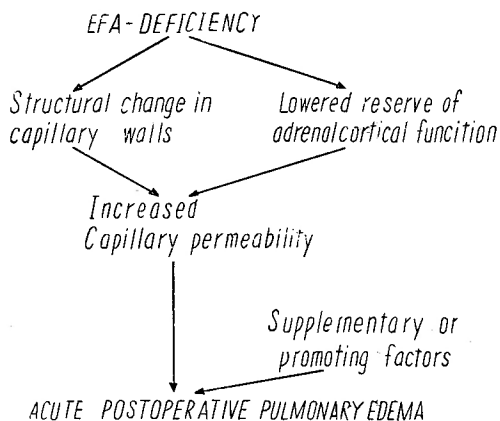 EFA-DEFICIENCY
Structural change in
capillary walls
Lowered reserve of
adrenalcortical funcition
Increased
Capillary permeability
Supplementary or
promoting factors
ACUTE POSTOPERATIVE PULMONARY EDEMA